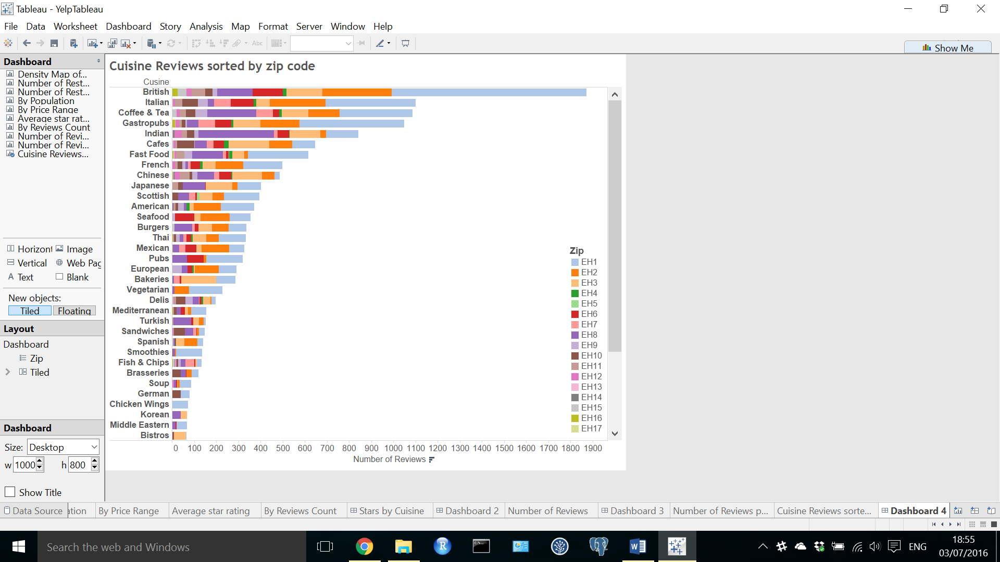 Tableau - YelpTableau
File Data Worksheet Dashboard Story Analysis Map Format Server Window Help
Abc
Show Me
Dashboard
Density Map of...
Number of Rest...
Number of Rest...
By Population
By Price Range
Average star rat...
By Reviews Count
Number of Revi...
Number of Revi...
Cuisine Reviews...
Horizont Image
Vertical Web Pag
Text Blank
New objects:
Tiled Floating
Layout
Dashboard
Zip
Tiled
Dashboard
Size: Desktop
w 1000 h 800
Show Title
Cuisine Reviews sorted by zip code
Cusine
British
Italian
Coffee & Tea
Gastropubs
Indian
Cafes
Fast Food
French
Chinese
Japanese
Scottish
American
Seafood
Burgers
Thai
Mexican
Pubs
European
Bakeries
Vegetarian
Delis
Mediterranean
Turkish
Sandwiches
Spanish
Smoothies
Fish & Chips
Brasseries
Soup
German
Chicken Wings
Korean
Middle Eastern
Bistros
0 100 200 300 400 500 600 700 800 900 1000 1100 1200 1300 1400 1500 1600 1700 1800 1900
Number of Reviews
Zip
EH1
EH2
EH3
EH4
EH5
EH6
EH7
EH8
EH9
EH10
EH11
EH12
EH13
EH14
EH15
EH16
EH17
Data Source ation By Price Range Average star rating By Reviews Count Stars by Cuisine Dashboard 2 Number of Reviews Dashboard 3 Number of Reviews p... Cuisine Reviews sorte... Dashboard 4
Search the web and Windows
ENG
18:55
03/07/2016